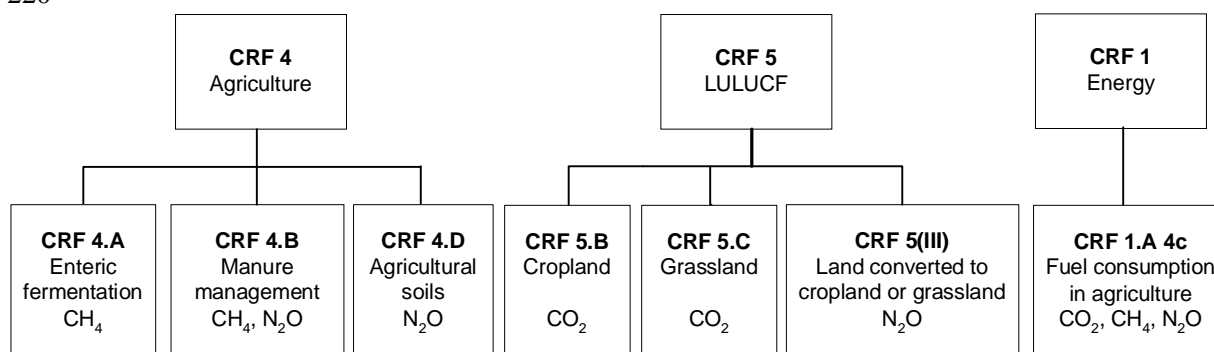 CRF 4
Agriculture
CRF 5
LULUCF
CRF 1
Energy
CRF 4.A
Enteric
fermentation
CH₄
CRF 4.B
Manure
management
CH₄, N₂O
CRF 4.D
Agricultural
soils
N₂O
CRF 5.B
Cropland
CO₂
CRF 5.C
Grassland
CO₂
CRF 5(III)
Land converted to
cropland or grassland
N₂O
CRF 1.A 4c
Fuel consumption
in agriculture
CO₂, CH₄, N₂O